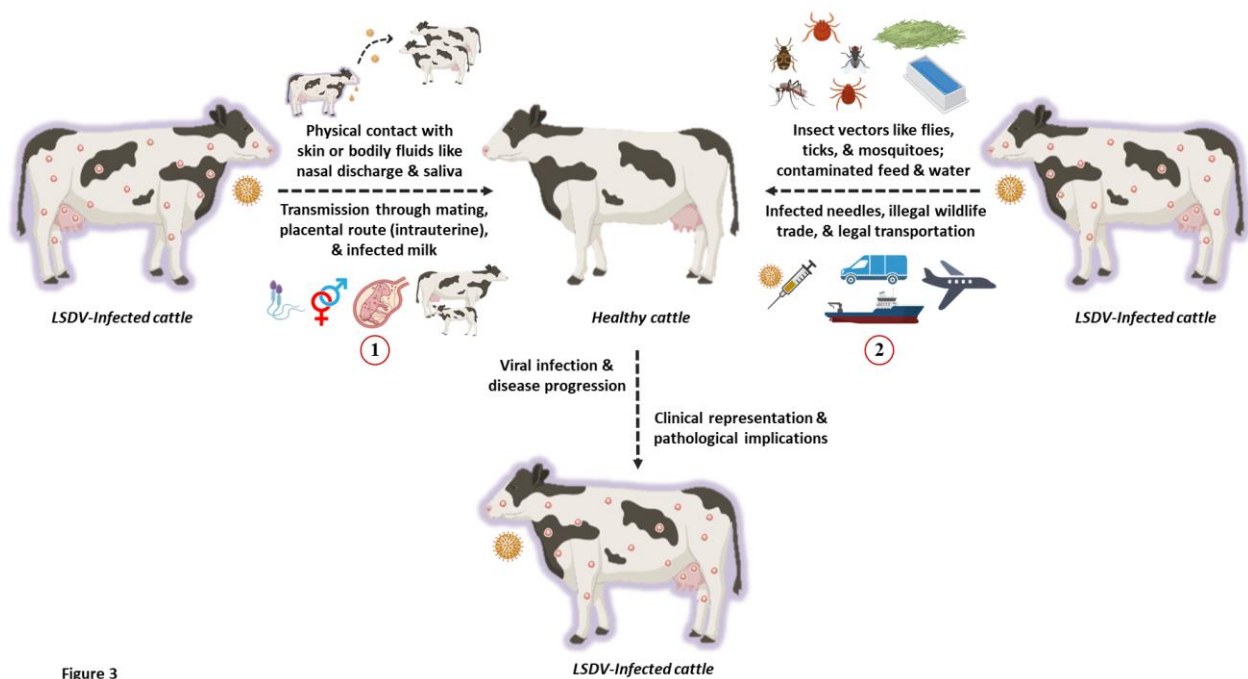 Physical contact with
skin or bodily fluids like
nasal discharge & saliva
Transmission through mating,
placental route (intrauterine),
& infected milk
LSDV-Infected cattle
1
Healthy cattle
Insect vectors like flies,
ticks, & mosquitoes;
contaminated feed & water
Infected needles, illegal wildlife
trade, & legal transportation
2
LSDV-Infected cattle
Viral infection &
disease progression
Clinical representation &
pathological implications
LSDV-Infected cattle
Figure 3